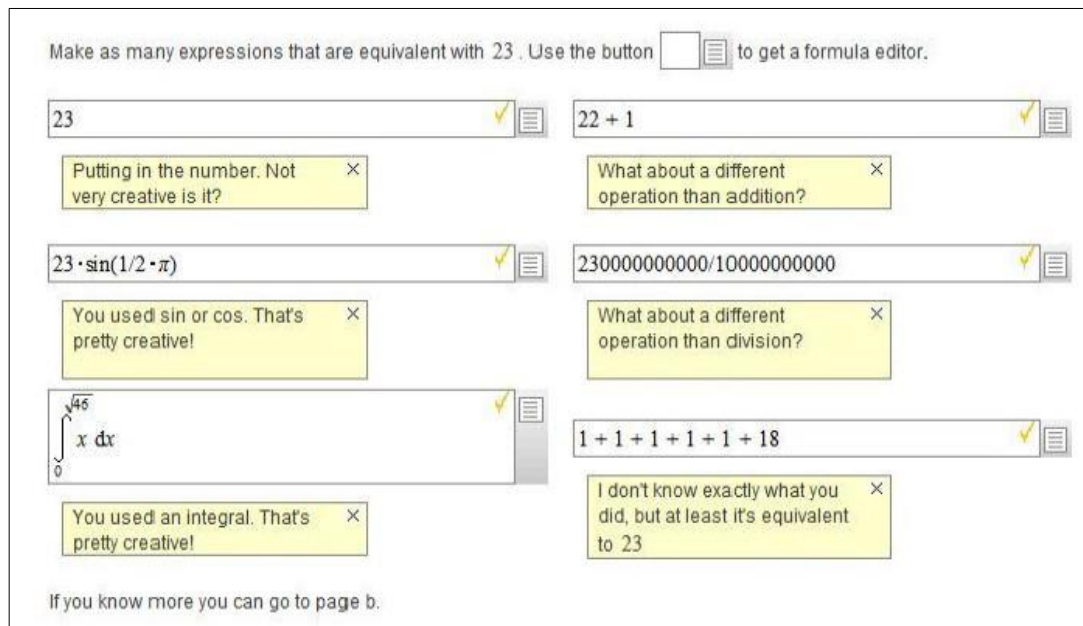 Make as many expressions that are equivalent with 23 . Use the button to get a formula editor.
23
Putting in the number. Not
very creative is it?
22 + 1
What about a different
operation than addition?
23·sin(1/2·π)
You used sin or cos. That's
pretty creative!
230000000000/10000000000
What about a different
operation than division?
√46
∫ x dx
0
You used an integral. That's
pretty creative!
1 + 1 + 1 + 1 + 1 + 18
I don't know exactly what you
did, but at least it's equivalent
to 23
If you know more you can go to page b.